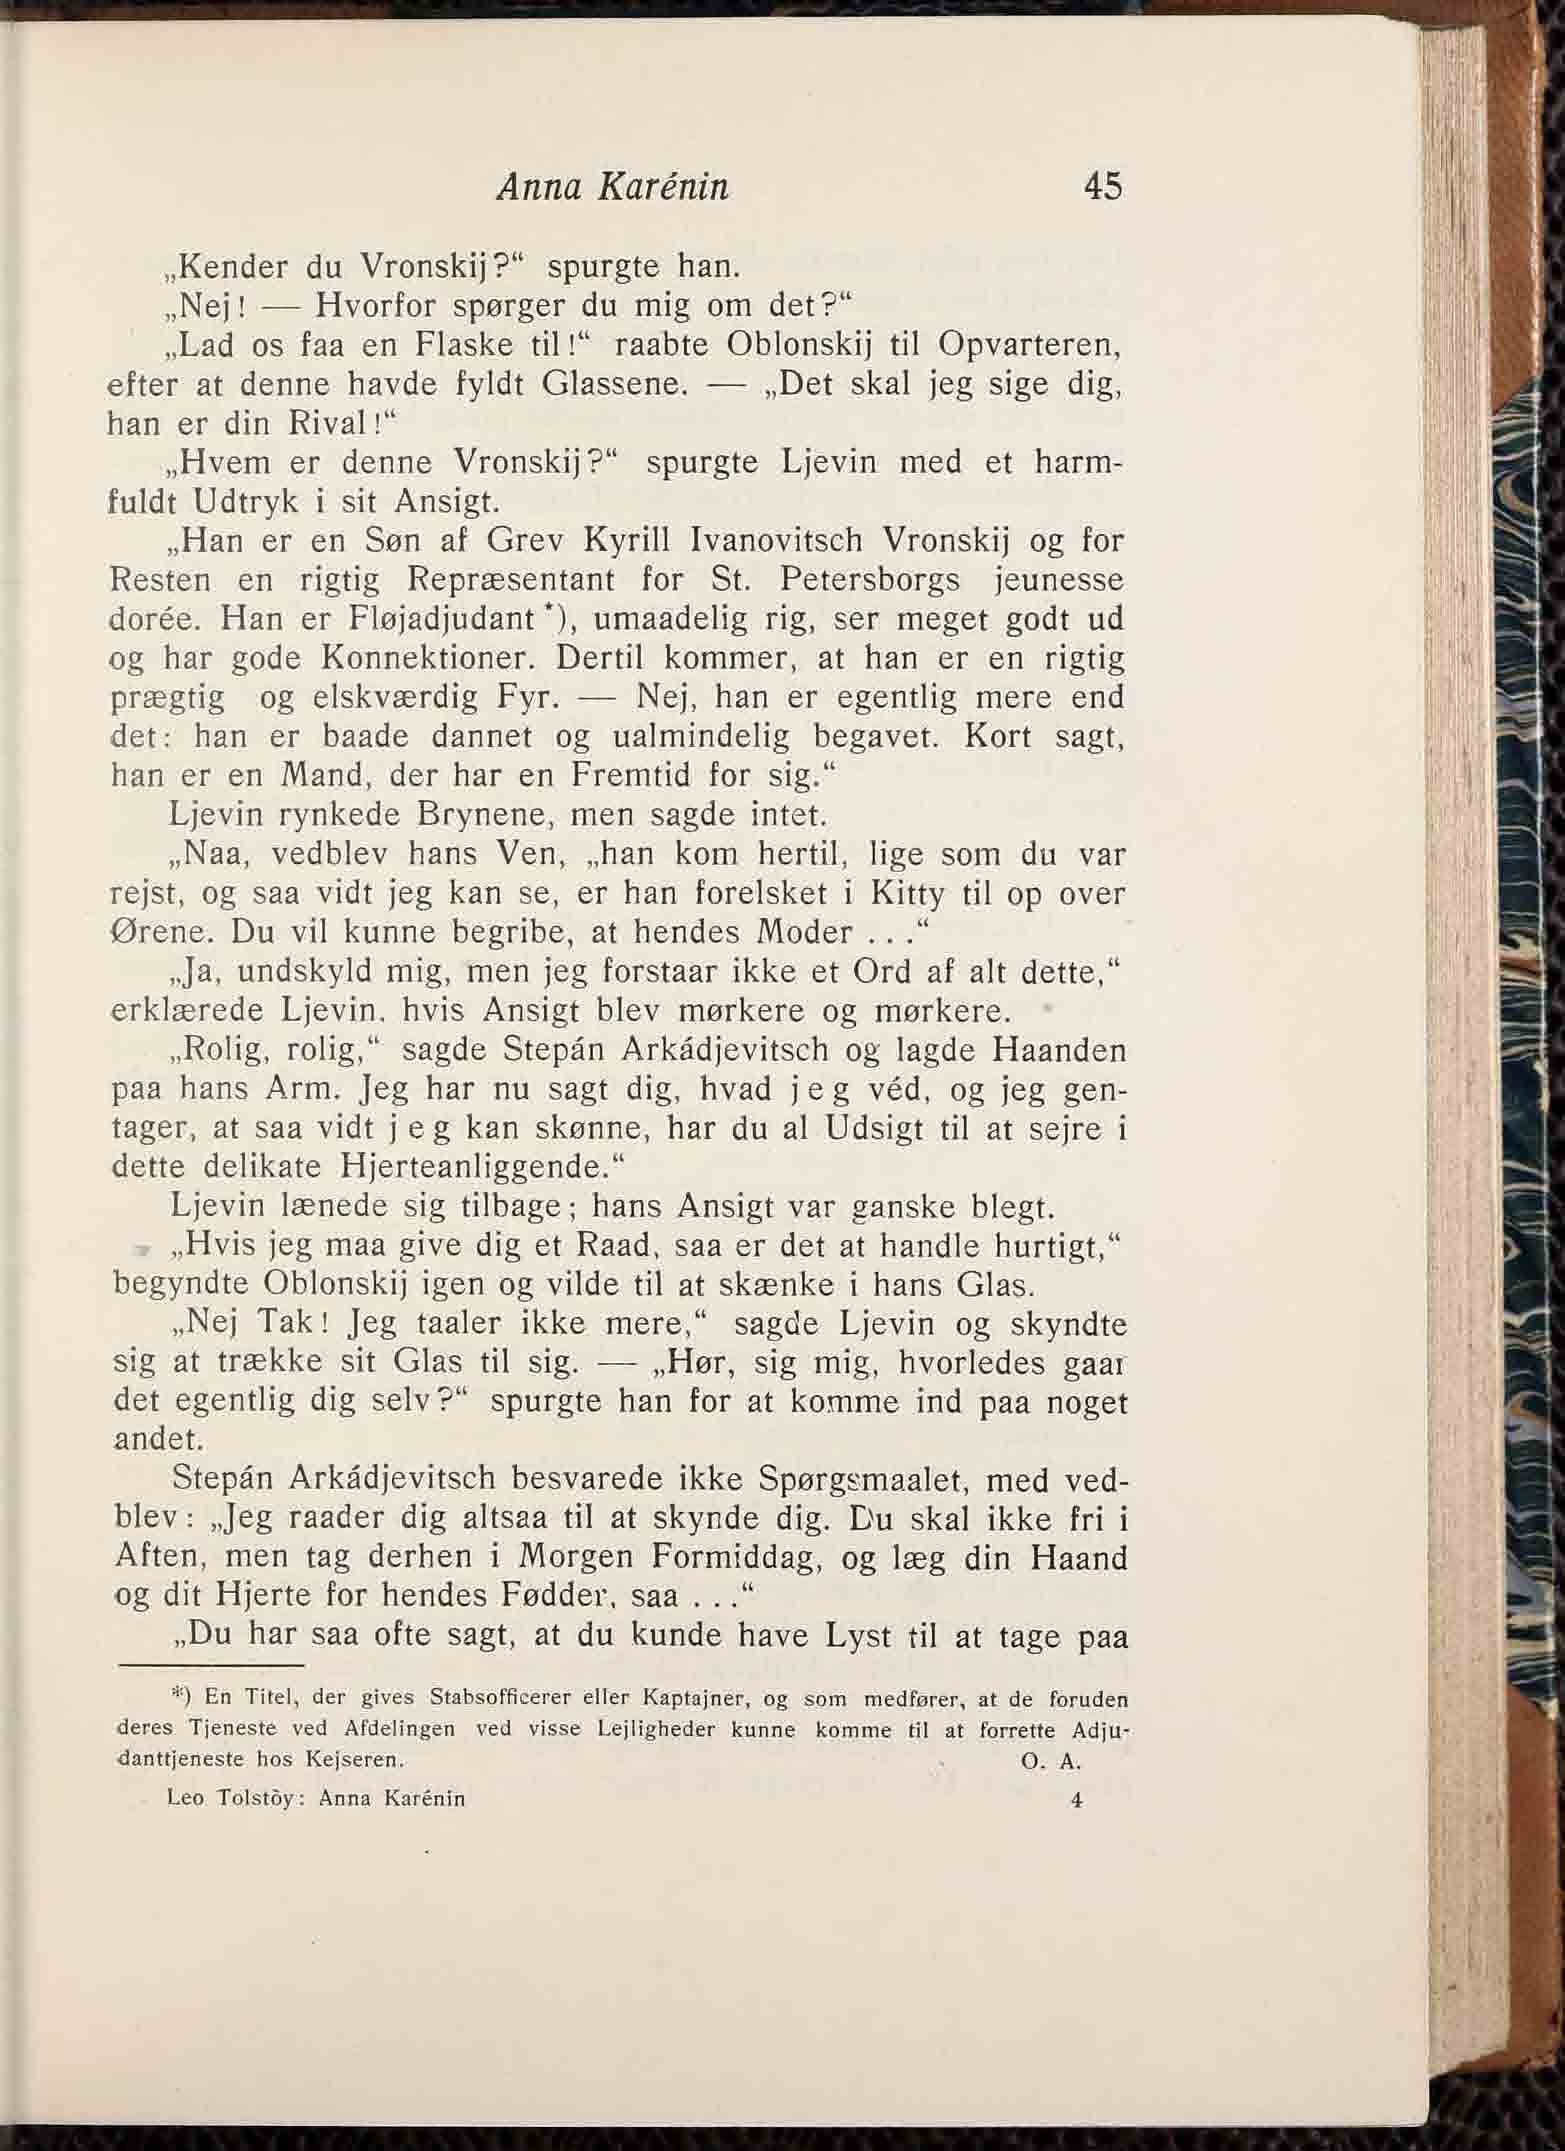 Anna Karénin 45
„Kender du Vronskij?“ spurgte han.
„Nej! — Hvorfor spørger du mig om det?“
„Lad os faa en Flaske til!“ raabte Oblonskij til Opvarteren,
efter at denne havde fyldt Glassene. — „Det skal jeg sige dig,
han er din Rival!“
„Hvem er denne Vronskij?“ spurgte Ljevin med et harm-
fuldt Udtryk i sit Ansigt.
„Han er en Søn af Grev Kyrill Ivanovitsch Vronskij og for
Resten en rigtig Repræsentant for St. Petersborgs jeunesse
dorée. Han er Fløjadjudant *), umaadelig rig, ser meget godt ud
og har gode Konnektioner. Dertil kommer, at han er en rigtig
prægtig og elskværdig Fyr. — Nej, han er egentlig mere end
det: han er baade dannet og ualmindelig begavet. Kort sagt,
han er en Mand, der har en Fremtid for sig.“
Ljevin rynkede Brynene, men sagde intet.
„Naa, vedblev hans Ven, „han kom hertil, lige som du var
rejst, og saa vidt jeg kan se, er han forelsket i Kitty til op over
Ørene. Du vil kunne begribe, at hendes Moder . . .“
„Ja, undskyld mig, men jeg forstaar ikke et Ord af alt dette,“
erklærede Ljevin, hvis Ansigt blev mørkere og mørkere.
„Rolig, rolig,“ sagde Stepán Arkádjevitsch og lagde Haanden
paa hans Arm. Jeg har nu sagt dig, hvad jeg véd, og jeg gen-
tager, at saa vidt jeg kan skønne, har du al Udsigt til at sejre i
dette delikate Hjerteanliggende.“
Ljevin lænede sig tilbage; hans Ansigt var ganske blegt.
„Hvis jeg maa give dig et Raad, saa er det at handle hurtigt,“
begyndte Oblonskij igen og vilde til at skænke i hans Glas.
„Nej Tak! Jeg taaler ikke mere,“ sagde Ljevin og skyndte
sig at trække sit Glas til sig. — „Hør, sig mig, hvorledes gaar
det egentlig dig selv?“ spurgte han for at komme ind paa noget
andet.
Stepán Arkádjevitsch besvarede ikke Spørgsmaalet, med ved-
blev: „Jeg raader dig altsaa til at skynde dig. Du skal ikke fri i
Aften, men tag derhen i Morgen Formiddag, og læg din Haand
og dit Hjerte for hendes Fødder, saa . . .“
„Du har saa ofte sagt, at du kunde have Lyst til at tage paa
*) En Titel, der gives Stabsofficerer eller Kaptajner, og som medfører, at de foruden
deres Tjeneste ved Afdelingen ved visse Lejligheder kunne komme til at forrette Adju-
danttjeneste hos Kejseren. O. A.
Leo Tolstòy: Anna Karénin 4